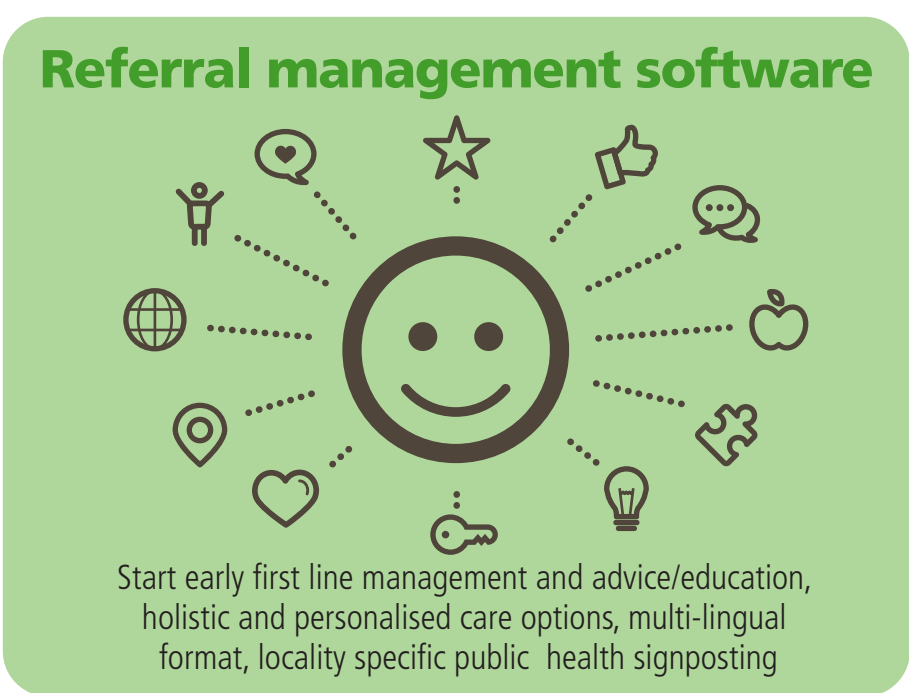 Referral management software
Start early first line management and advice/education,
holistic and personalised care options, multi-lingual
format, locality specific public health signposting